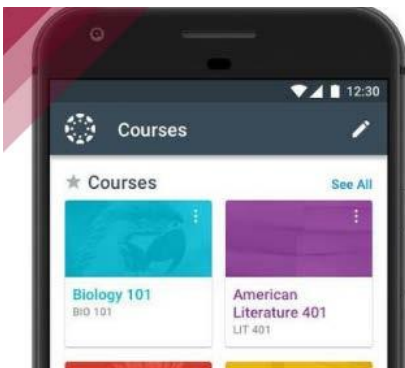 12:30
Courses
Courses
See All
Biology 101
BIO 101
American
Literature 401
LIT 401